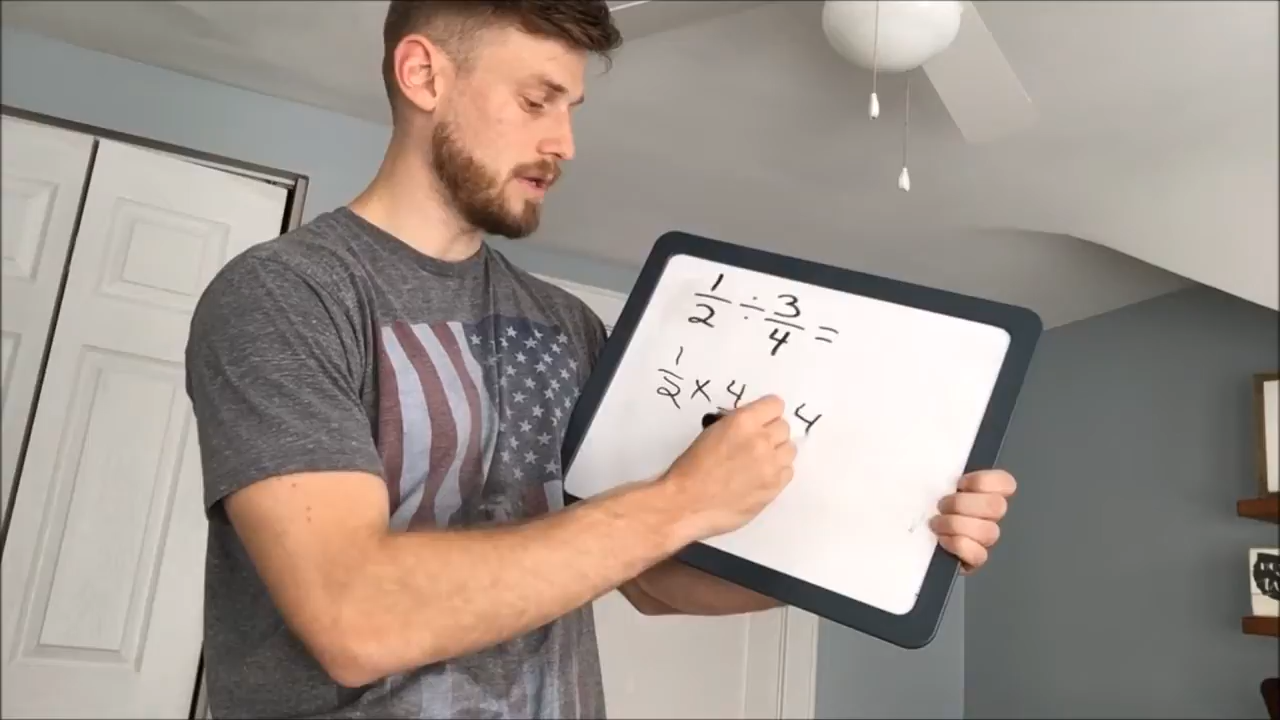 1/2 ÷ 3/4 =
1/2 × 4 4